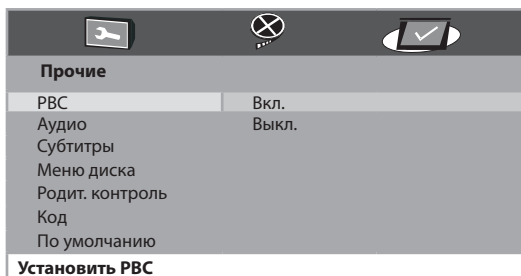 Прочие
PBC Вкл.
Аудио Выкл.
Субтитры
Меню диска
Родит. контроль
Код
По умолчанию
Установить PBC